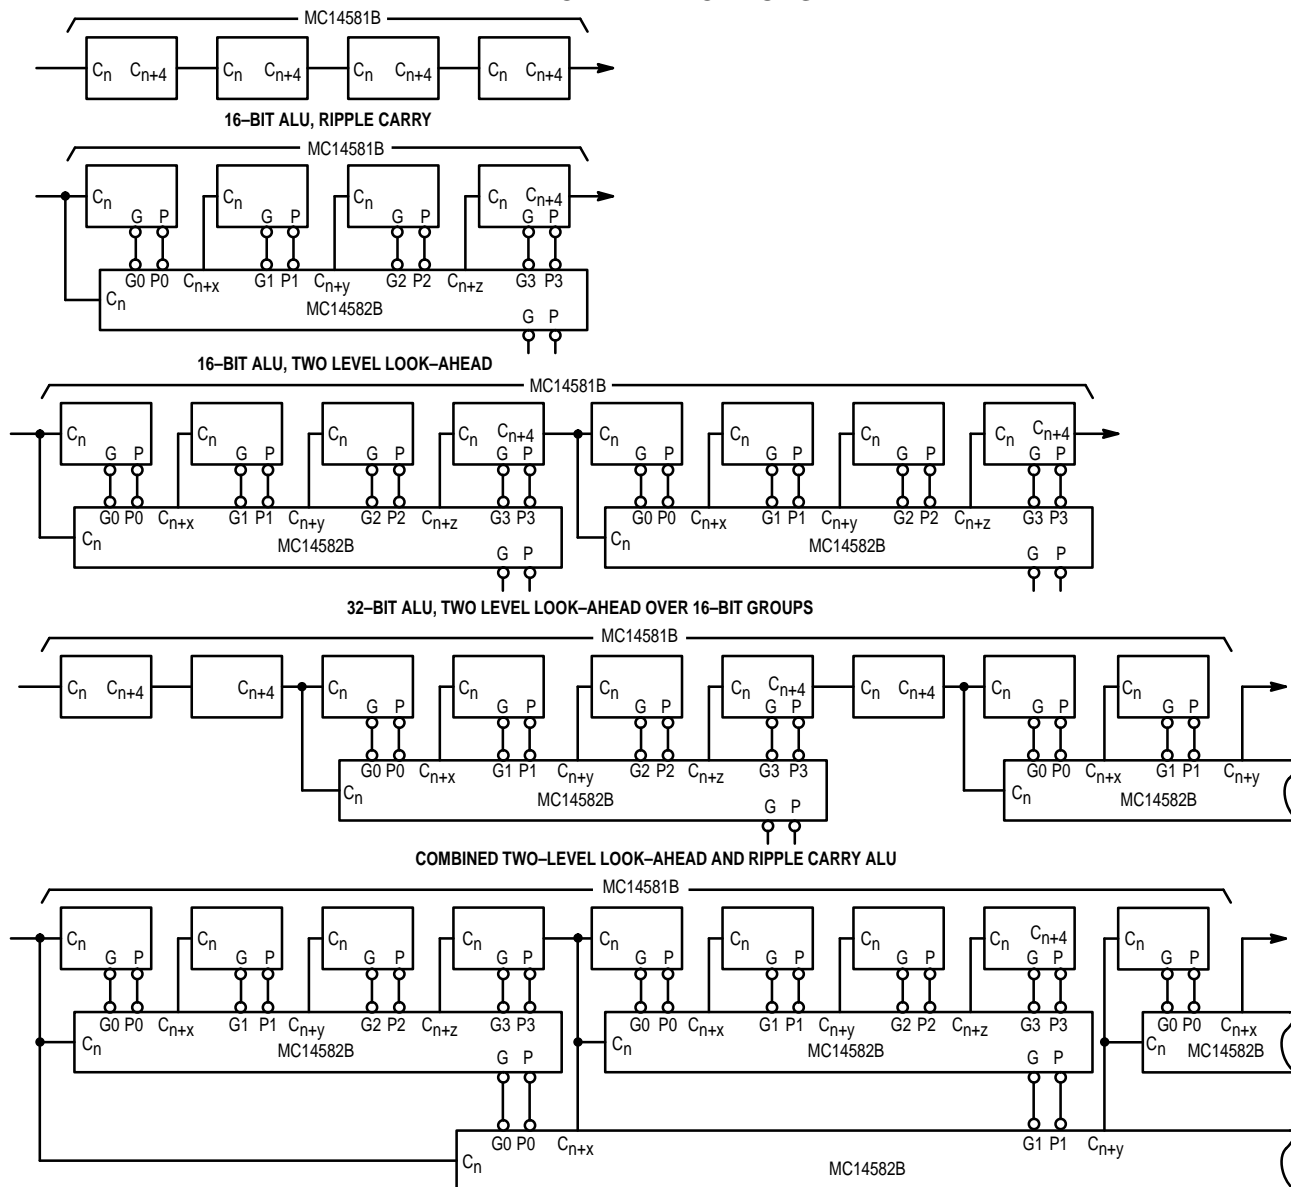 MC14581B
Cn Cn+4 Cn Cn+4 Cn Cn+4 Cn Cn+4
16–BIT ALU, RIPPLE CARRY
MC14581B
Cn Cn Cn Cn Cn+4
G P G P G P G P
G0 P0 Cn+x G1 P1 Cn+y G2 P2 Cn+z G3 P3
Cn MC14582B
G P
16–BIT ALU, TWO LEVEL LOOK–AHEAD
MC14581B
Cn Cn Cn Cn Cn+4 Cn Cn Cn Cn Cn+4
G P G P G P G P G P G P G P G P
G0 P0 Cn+x G1 P1 Cn+y G2 P2 Cn+z G3 P3 G0 P0 Cn+x G1 P1 Cn+y G2 P2 Cn+z G3 P3
Cn MC14582B Cn MC14582B
G P G P
32–BIT ALU, TWO LEVEL LOOK–AHEAD OVER 16–BIT GROUPS
MC14581B
Cn Cn+4 Cn+4 Cn Cn Cn Cn Cn+4 Cn Cn+4 Cn Cn
G P G P G P G P G P G P
G0 P0 Cn+x G1 P1 Cn+y G2 P2 Cn+z G3 P3 G0 P0 Cn+x G1 P1 Cn+y
Cn MC14582B Cn MC14582B
G P
COMBINED TWO–LEVEL LOOK–AHEAD AND RIPPLE CARRY ALU
MC14581B
Cn Cn Cn Cn Cn Cn Cn Cn Cn+4 Cn
G P G P G P G P G P G P G P G P G P
G0 P0 Cn+x G1 P1 Cn+y G2 P2 Cn+z G3 P3 G0 P0 Cn+x G1 P1 Cn+y G2 P2 Cn+z G3 P3 G0 P0 Cn+x
Cn MC14582B Cn MC14582B Cn MC14582B
G P G P
G0 P0 Cn+x G1 P1 Cn+y
Cn MC14582B